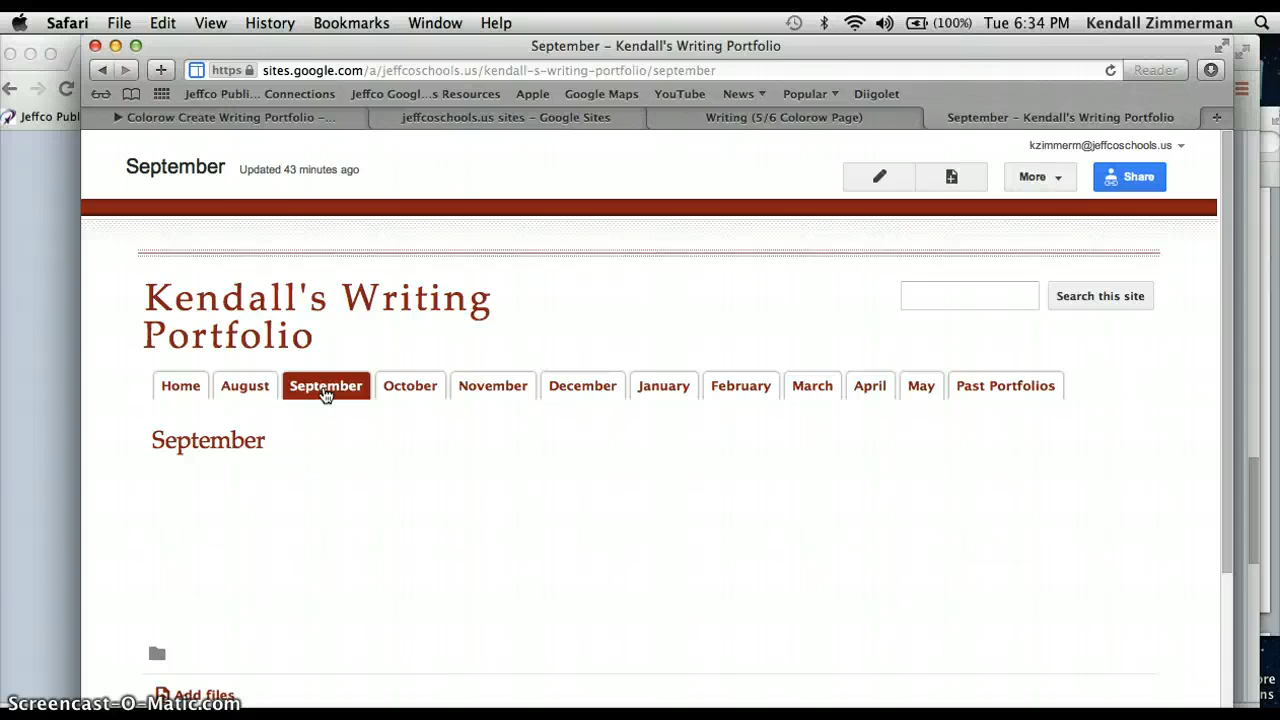 Safari File Edit View History Bookmarks Window Help (100%) Tue 6:34 PM Kendall Zimmerman
September – Kendall's Writing Portfolio
https sites.google.com/a/jeffcoschools.us/kendall-s-writing-portfolio/september Reader
Jeffco Publ
Jeffco Publi... Connections Jeffco Googl...s Resources Apple Google Maps YouTube News Popular Diigolet
Colorow Create Writing Portfolio –... jeffcoschools.us sites – Google Sites Writing (5/6 Colorow Page) September – Kendall's Writing Portfolio
kzimmerm@jeffcoschools.us
September Updated 43 minutes ago More Share
Kendall's Writing
Portfolio
Search this site
Home August September October November December January February March April May Past Portfolios
September
Add files
Screencast-O-Matic.com